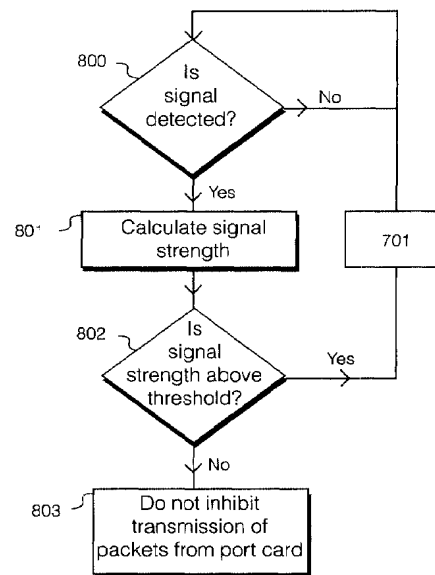 800
Is
signal
detected?
No
Yes
801
Calculate signal
strength
701
802
Is
signal
strength above
threshold?
Yes
No
803
Do not inhibit
transmission of
packets from port card